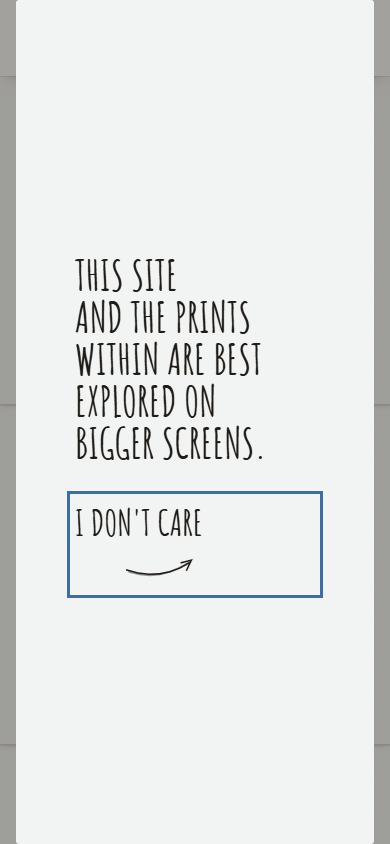 THIS SITE
AND THE PRINTS
WITHIN ARE BEST
EXPLORED ON
BIGGER SCREENS.
I DON'T CARE